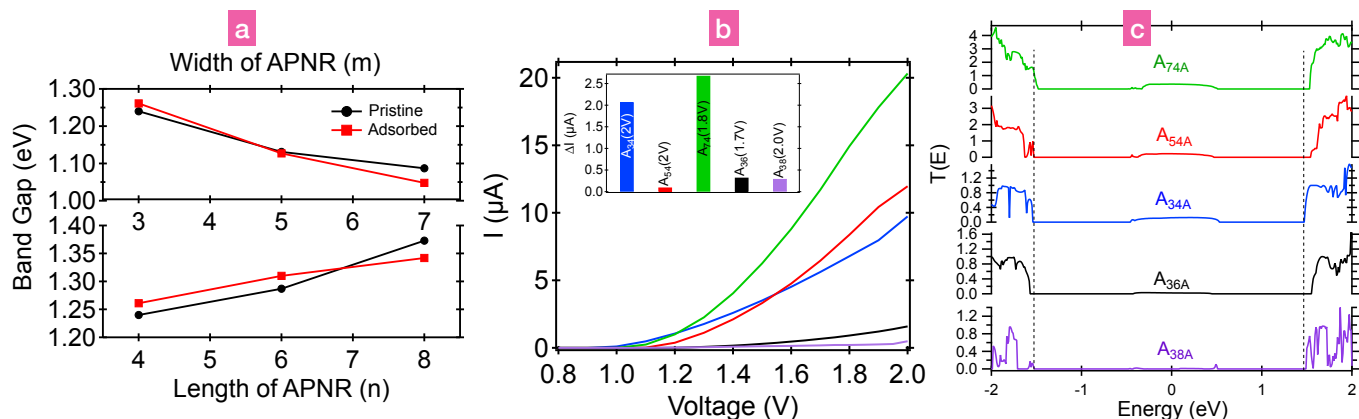 a
Width of APNR (m)
1.30
1.20
1.10
1.00
Pristine
Adsorbed
3 4 5 6 7
Band Gap (eV)
1.40
1.35
1.30
1.25
1.20
4 5 6 7 8
Length of APNR (n)
b
20
15
10
5
0
I (μA)
2.5
2.0
1.5
1.0
0.5
0.0
ΔI (μA)
A34(2V)
A54(2V)
A74(1.8V)
A36(1.7V)
A38(2.0V)
0.8 1.0 1.2 1.4 1.6 1.8 2.0
Voltage (V)
c
4
3
2
1
0
A74A
3
2
1
0
A54A
T(E)
1.2
0.8
0.4
0.0
A34A
1.6
1.2
0.8
0.4
0.0
A36A
1.2
0.8
0.4
0.0
A38A
-2 -1 0 1 2
Energy (eV)